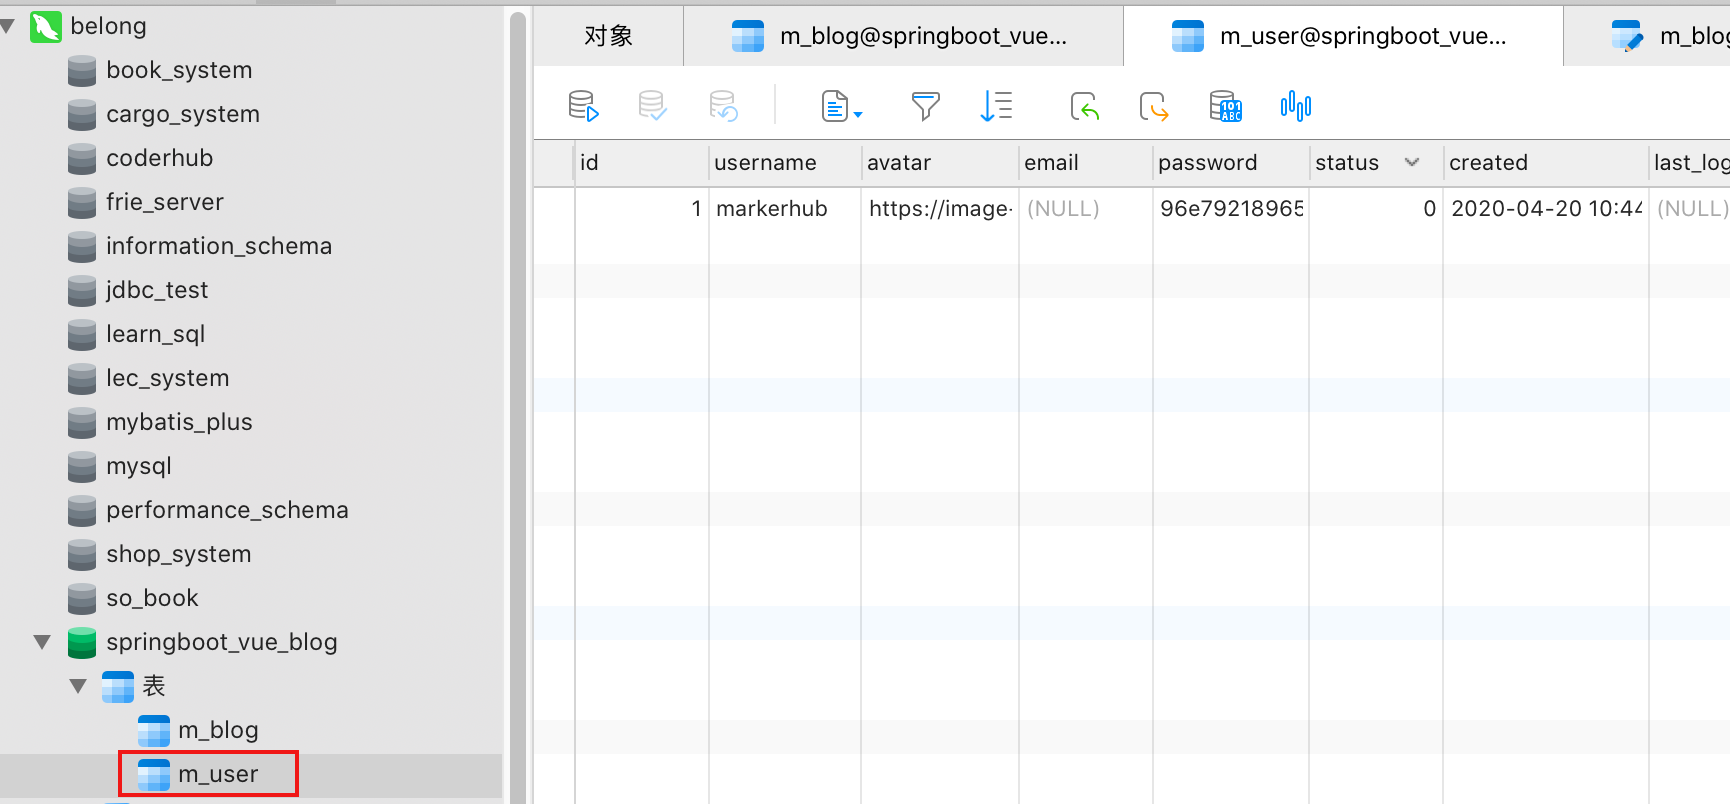 belong
book_system
cargo_system
coderhub
frie_server
information_schema
jdbc_test
learn_sql
lec_system
mybatis_plus
mysql
performance_schema
shop_system
so_book
springboot_vue_blog
表
m_blog
m_user
对象 m_blog@springboot_vue... m_user@springboot_vue... m_blog
id username avatar email password status created last_log
1 markerhub https://image- (NULL) 96e79218965 0 2020-04-20 10:44 (NULL)